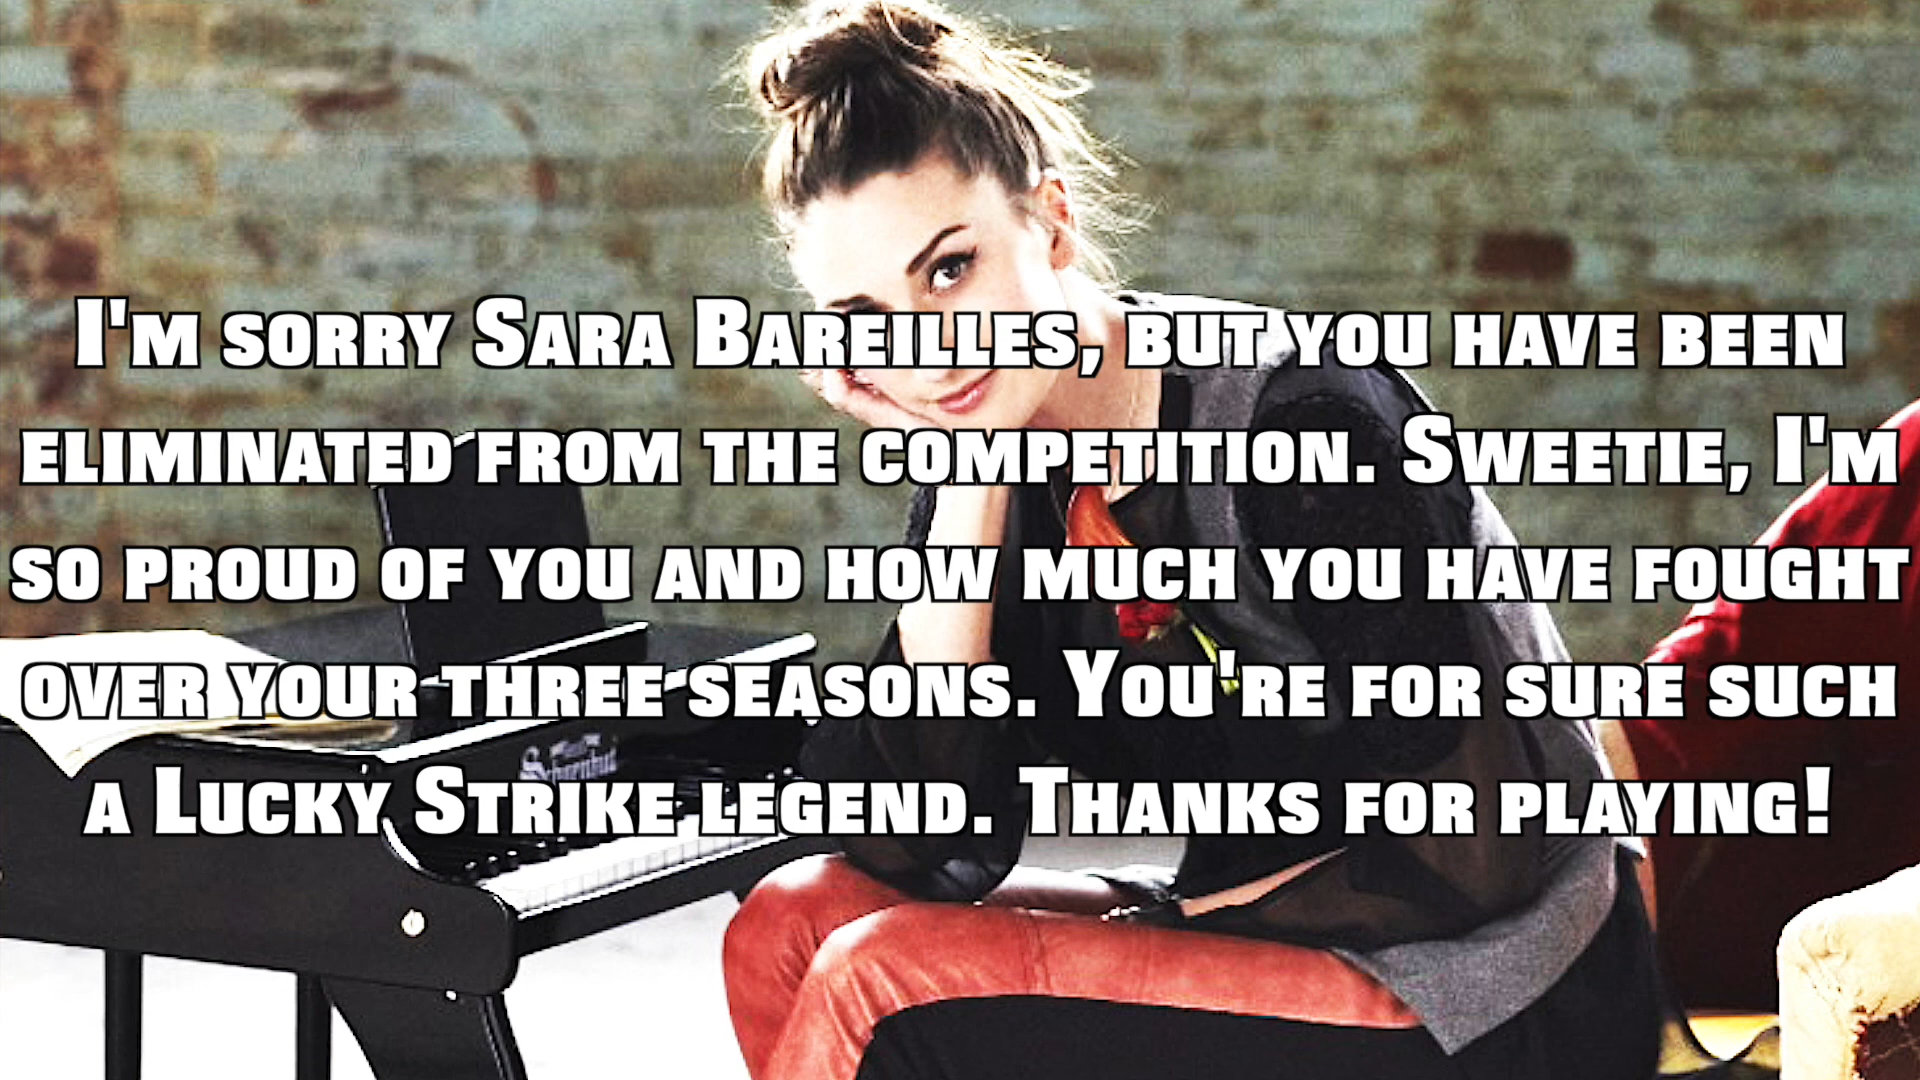 I'm sorry Sara Bareilles, but you have been
eliminated from the competition. Sweetie, I'm
so proud of you and how much you have fought
over your three seasons. You're for sure such
a Lucky Strike legend. Thanks for playing!
Schoenhut